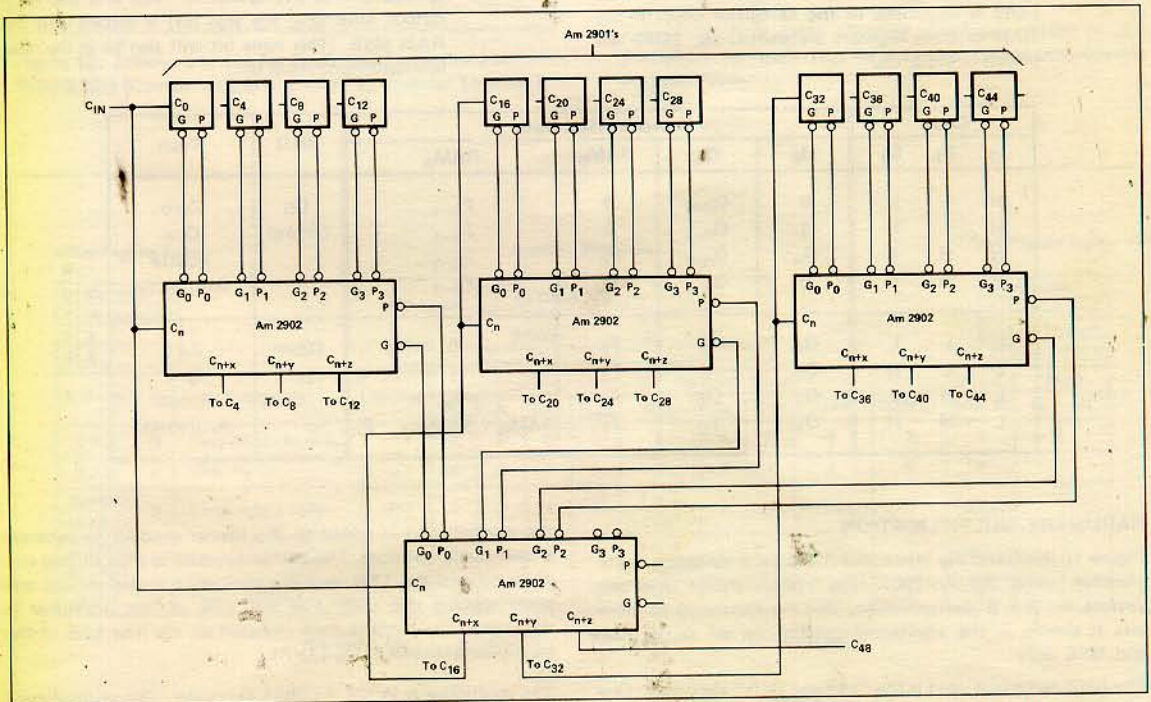 Am 2901's
C_IN C0 C4 C8 C12 C16 C20 C24 C28 C32 C36 C40 C44
G P G P G P G P G P G P G P G P G P G P G P G P
G0 P0 G1 P1 G2 P2 G3 P3 G0 P0 G1 P1 G2 P2 G3 P3 G0 P0 G1 P1 G2 P2 G3 P3
P P P
Cn Am 2902 Cn Am 2902 Cn Am 2902
G G G
Cn+x Cn+y Cn+z Cn+x Cn+y Cn+z Cn+x Cn+y Cn+z
To C4 To C8 To C12 To C20 To C24 To C28 To C36 To C40 To C44
G0 P0 G1 P1 G2 P2 G3 P3
P
Cn Am 2902
G
Cn+x Cn+y Cn+z
C48
To C16 To C32